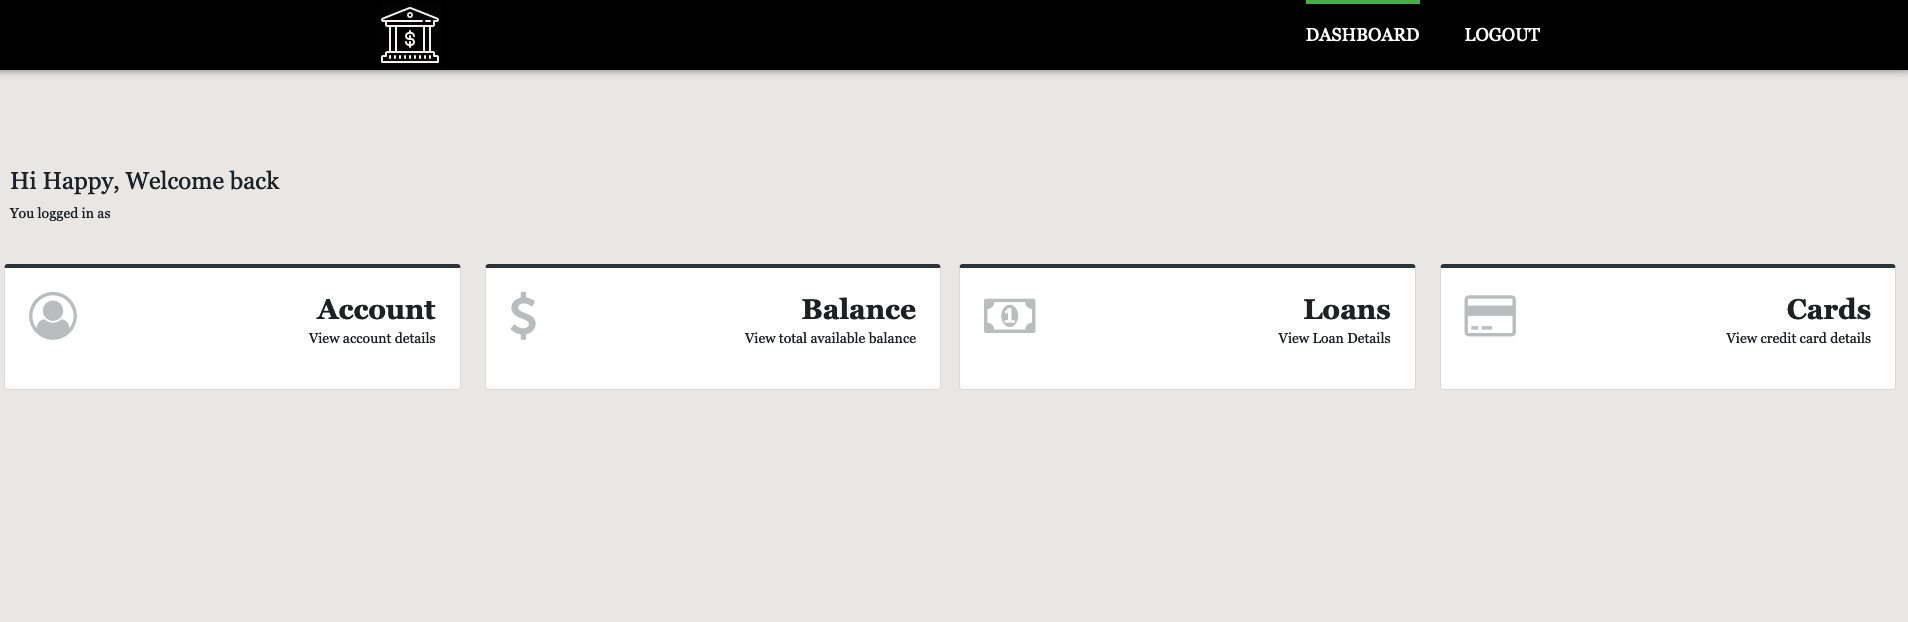 $
DASHBOARD LOGOUT
Hi Happy, Welcome back
You logged in as
Account
View account details
$
Balance
View total available balance
1
Loans
View Loan Details
Cards
View credit card details